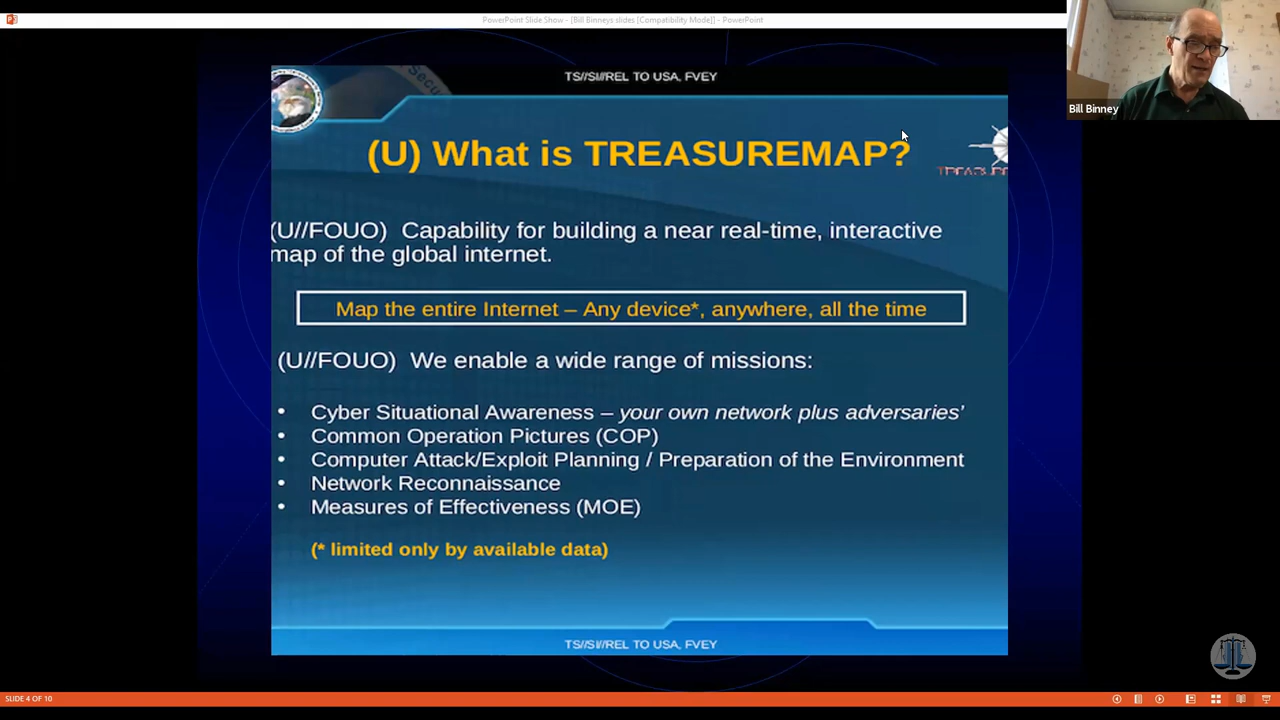 PowerPoint Slide Show - [Bill Binneys slides [Compatibility Mode]] - PowerPoint
Bill Binney
TS//SI//REL TO USA, FVEY
Secu
(U) What is TREASUREMAP?
TREASURE
(U//FOUO) Capability for building a near real-time, interactive
map of the global internet.
Map the entire Internet – Any device*, anywhere, all the time
(U//FOUO) We enable a wide range of missions:
• Cyber Situational Awareness – your own network plus adversaries'
• Common Operation Pictures (COP)
• Computer Attack/Exploit Planning / Preparation of the Environment
• Network Reconnaissance
• Measures of Effectiveness (MOE)
(* limited only by available data)
TS//SI//REL TO USA, FVEY
SLIDE 4 OF 10